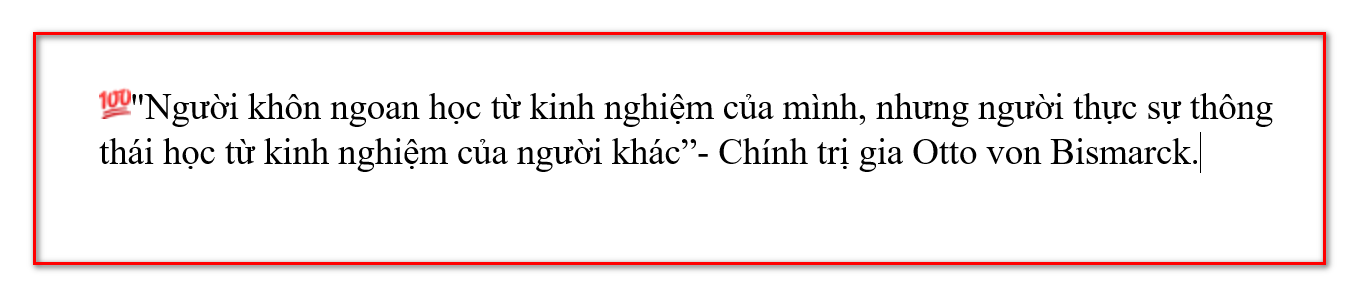 💯"Người khôn ngoan học từ kinh nghiệm của mình, nhưng người thực sự thông
thái học từ kinh nghiệm của người khác”- Chính trị gia Otto von Bismarck.